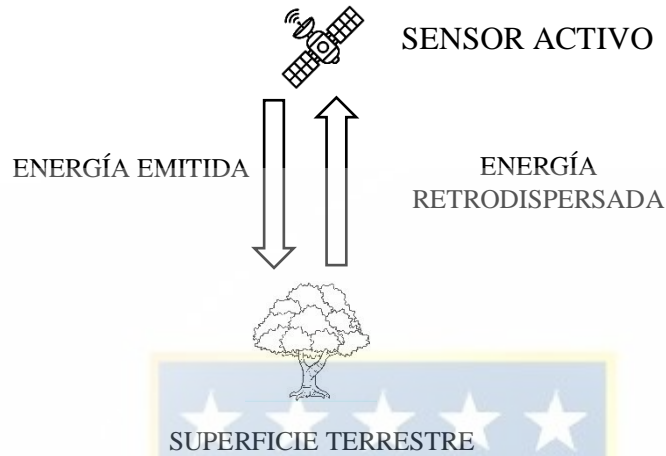 SENSOR ACTIVO
ENERGÍA EMITIDA
ENERGÍA
RETRODISPERSADA
SUPERFICIE TERRESTRE